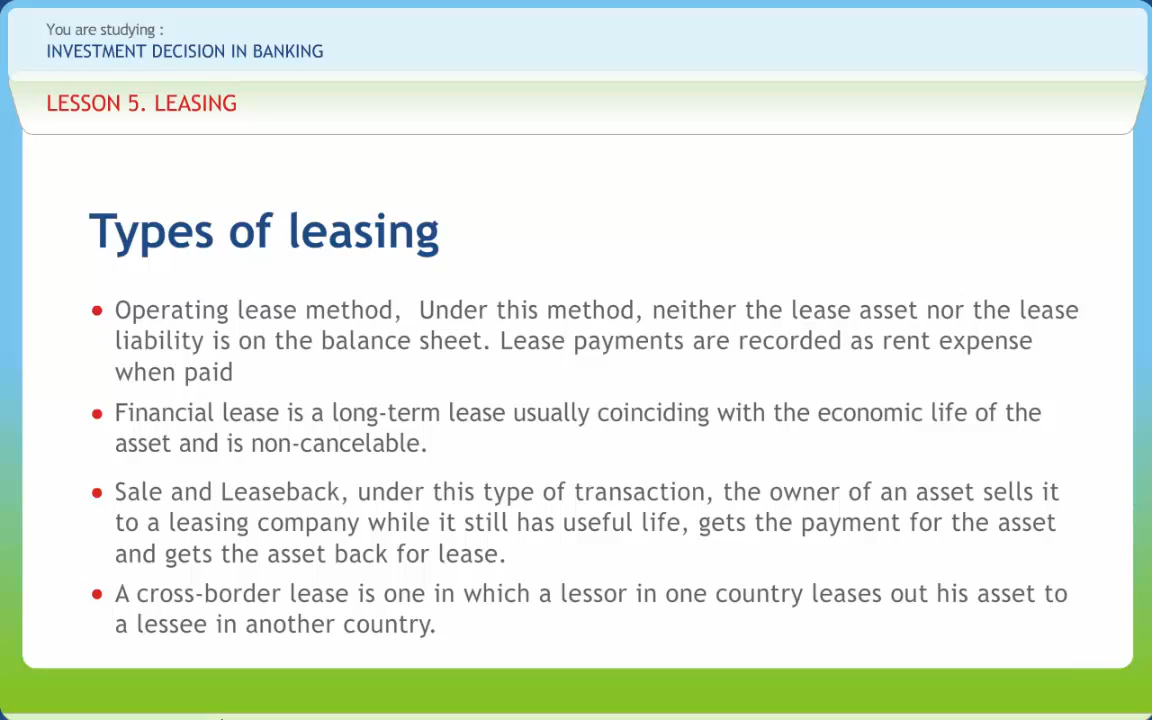 You are studying :
INVESTMENT DECISION IN BANKING
LESSON 5. LEASING
Types of leasing
• Operating lease method,  Under this method, neither the lease asset nor the lease
liability is on the balance sheet. Lease payments are recorded as rent expense
when paid
• Financial lease is a long-term lease usually coinciding with the economic life of the
asset and is non-cancelable.
• Sale and Leaseback, under this type of transaction, the owner of an asset sells it
to a leasing company while it still has useful life, gets the payment for the asset
and gets the asset back for lease.
• A cross-border lease is one in which a lessor in one country leases out his asset to
a lessee in another country.